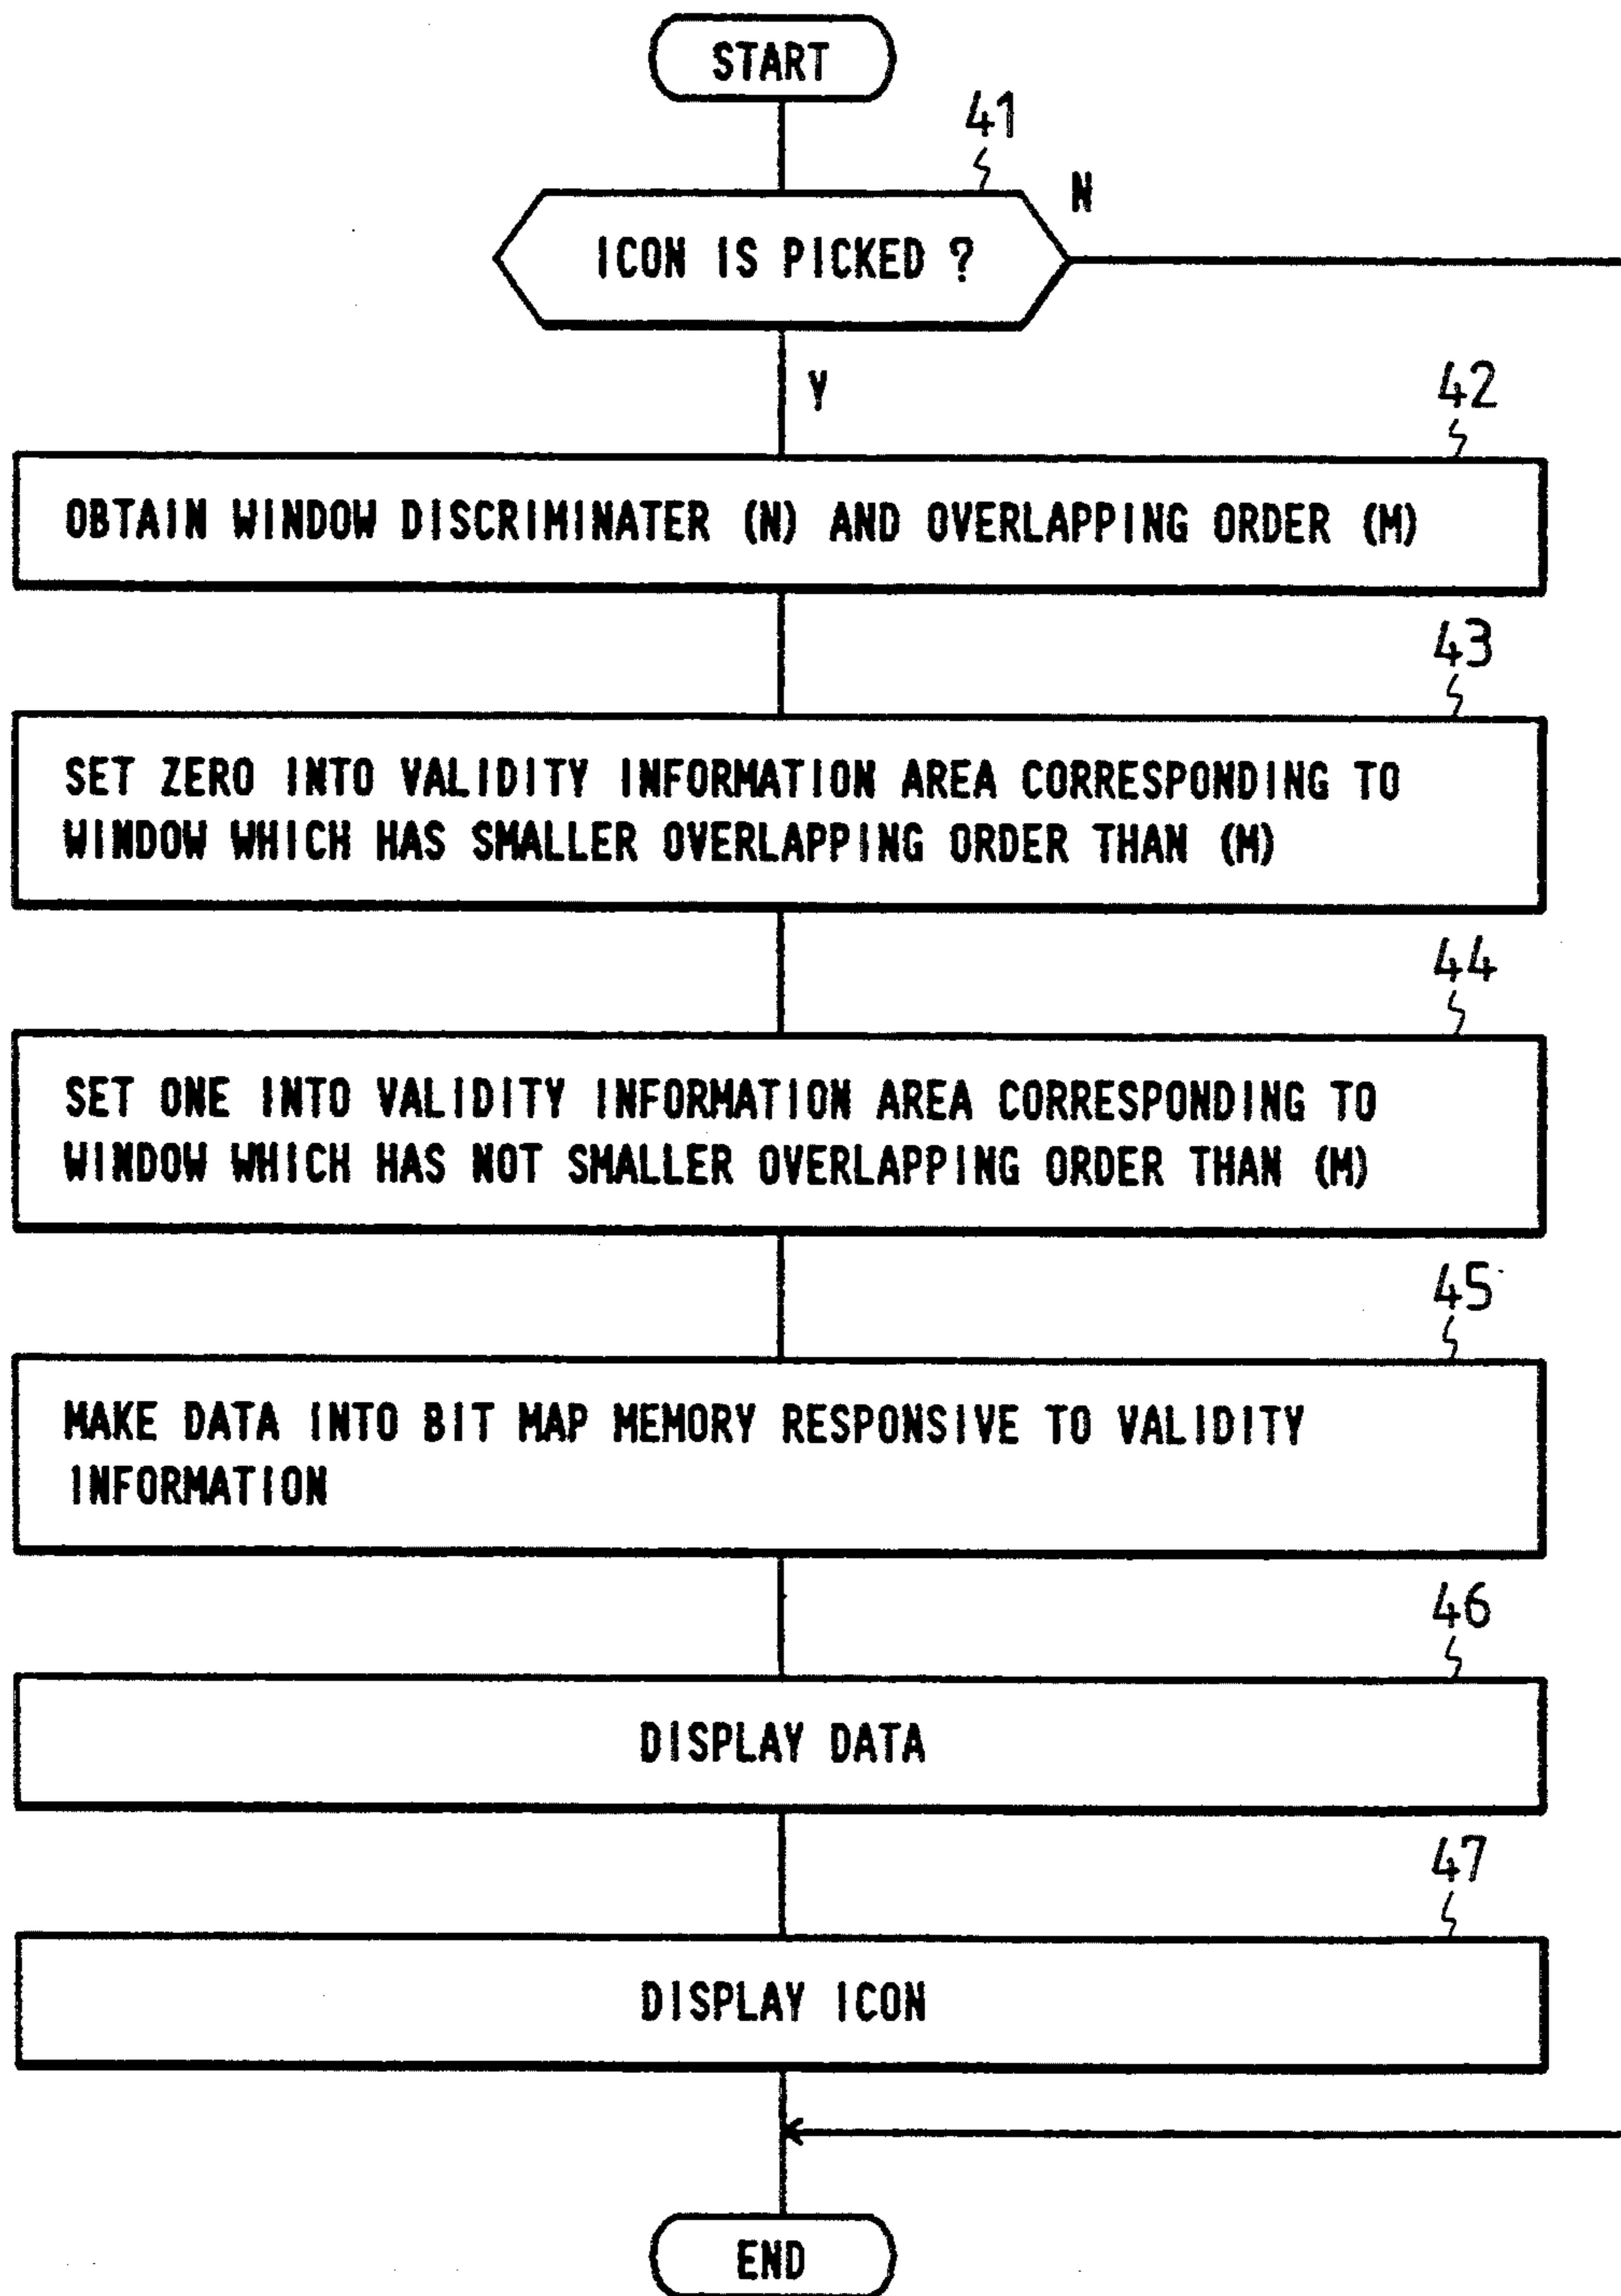 START
41
N
ICON IS PICKED ?
Y
42
OBTAIN WINDOW DISCRIMINATER (N) AND OVERLAPPING ORDER (M)
43
SET ZERO INTO VALIDITY INFORMATION AREA CORRESPONDING TO
WINDOW WHICH HAS SMALLER OVERLAPPING ORDER THAN (M)
44
SET ONE INTO VALIDITY INFORMATION AREA CORRESPONDING TO
WINDOW WHICH HAS NOT SMALLER OVERLAPPING ORDER THAN (M)
45
MAKE DATA INTO BIT MAP MEMORY RESPONSIVE TO VALIDITY
INFORMATION
46
DISPLAY DATA
47
DISPLAY ICON
END